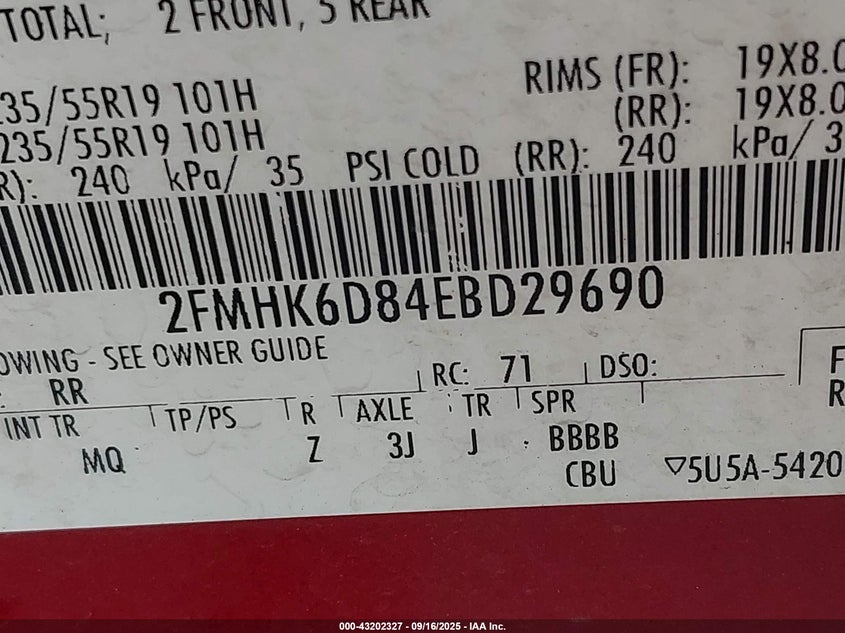 TOTAL; 2 FRONT, 5 REAR
235/55R19 101H RIMS (FR): 19X8.0
235/55R19 101H (RR): 19X8.0
R): 240 kPa/ 35 PSI COLD (RR): 240 kPa/ 3
2FMHK6D84EBD29690
OWING - SEE OWNER GUIDE
: RR RC: 71 DSO:
INT TR TP/PS R AXLE TR SPR
MQ Z 3J J BBBB
CBU ▽5U5A-5420
F
R
000-43202327 - 09/16/2025 - IAA Inc.